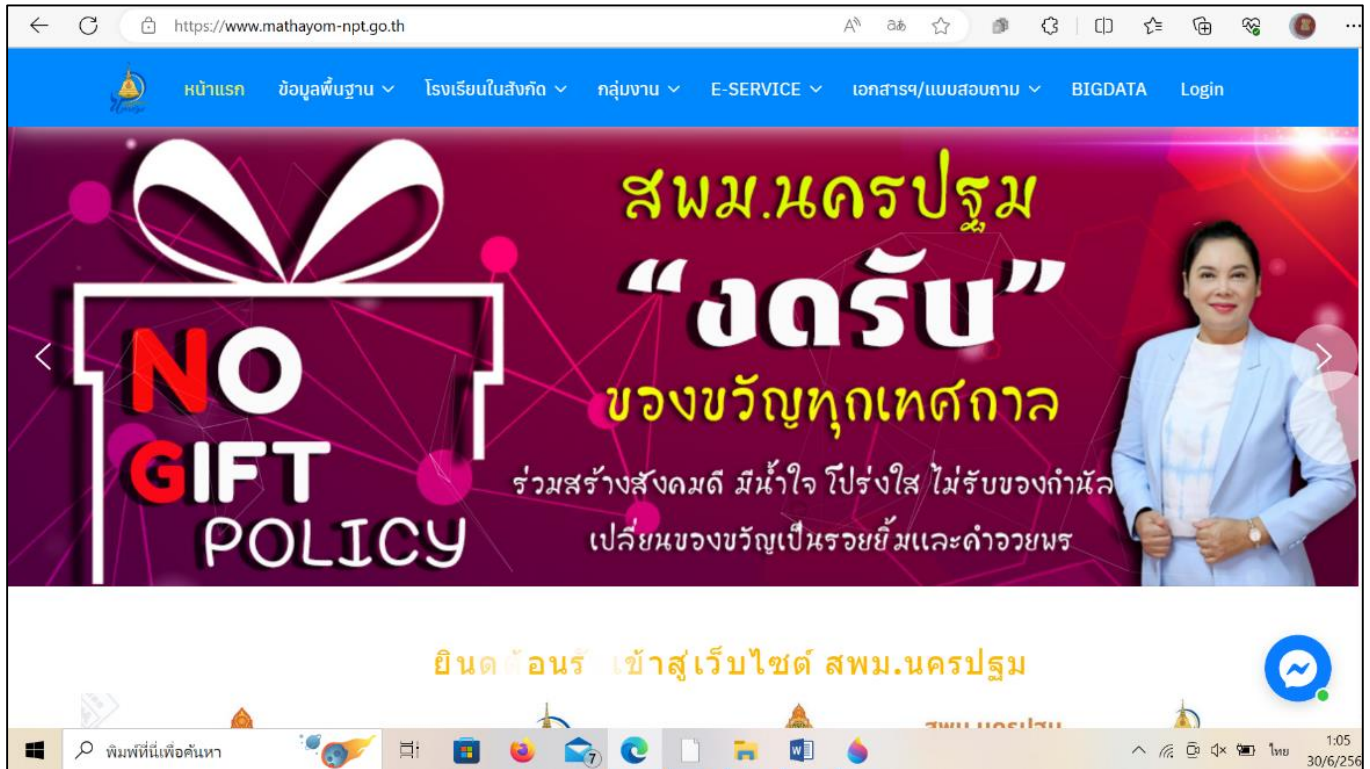 https://www.mathayom-npt.go.th
หน้าแรก ข้อมูลพื้นฐาน โรงเรียนในสังกัด กลุ่มงาน E-SERVICE เอกสารฯ/แบบสอบถาม BIGDATA Login
สพม.นครปฐม
“งดรับ”
ของขวัญทุกเทศกาล
ร่วมสร้างสังคมดี มีน้ำใจ โปร่งใส ไม่รับของกำนัล
เปลี่ยนของขวัญเป็นรอยยิ้มและคำอวยพร
NO
GIFT
POLICY
เข้าสู่เว็บไซต์ สพม.นครปฐม
พิมพ์ที่นี่เพื่อค้นหา
7
ไทย
1:05
30/6/256